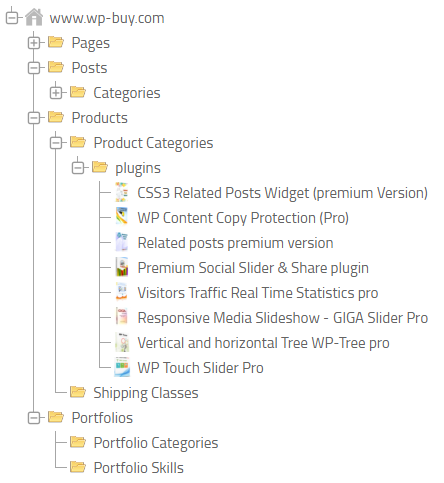 www.wp-buy.com
Pages
Posts
Categories
Products
Product Categories
plugins
CSS3 Related Posts Widget (premium Version)
WP Content Copy Protection (Pro)
Related posts premium version
Premium Social Slider & Share plugin
Visitors Traffic Real Time Statistics pro
Responsive Media Slideshow - GIGA Slider Pro
Vertical and horizontal Tree WP-Tree pro
WP Touch Slider Pro
Shipping Classes
Portfolios
Portfolio Categories
Portfolio Skills